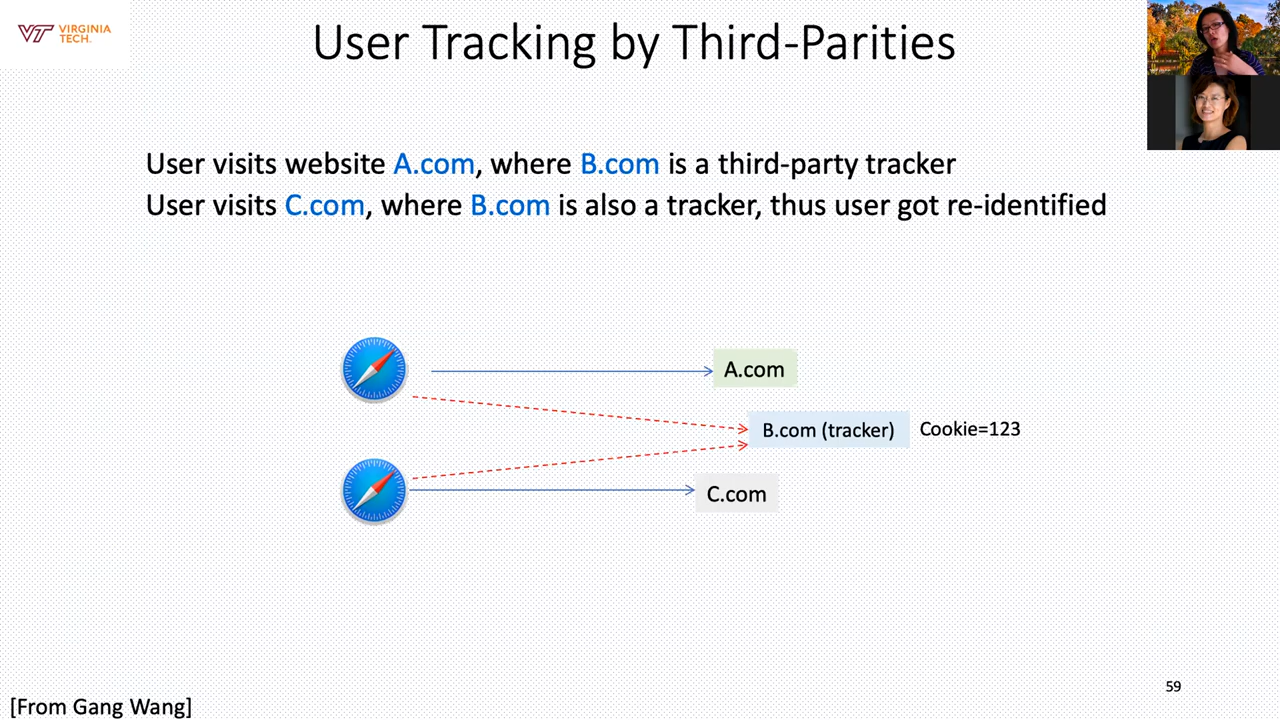 VIRGINIA
TECH.
User Tracking by Third-Parities
User visits website A.com, where B.com is a third-party tracker
User visits C.com, where B.com is also a tracker, thus user got re-identified
A.com
B.com (tracker) Cookie=123
C.com
59
[From Gang Wang]